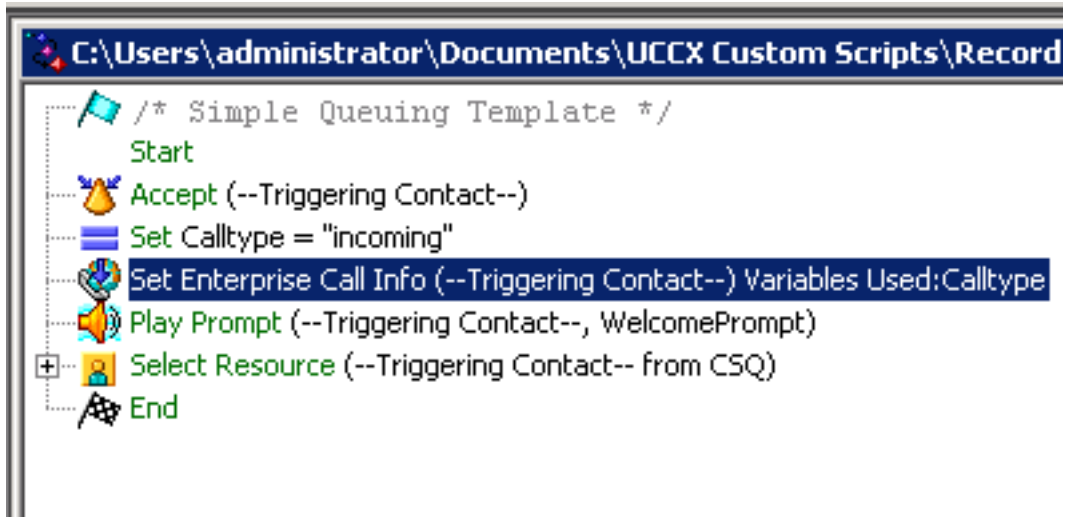 C:\Users\administrator\Documents\UCCX Custom Scripts\Record
/* Simple Queuing Template */
Start
Accept (--Triggering Contact--)
Set Calltype = "incoming"
Set Enterprise Call Info (--Triggering Contact--) Variables Used:Calltype
Play Prompt (--Triggering Contact--, WelcomePrompt)
Select Resource (--Triggering Contact-- from CSQ)
End